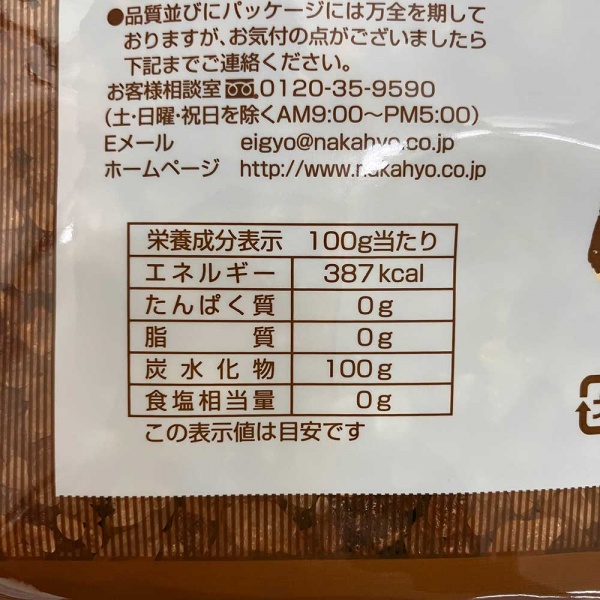 ●品質並びにパッケージには万全を期して
おりますが、お気付の点がございましたら
下記までご連絡ください。
お客様相談室 0120-35-9590
(土・日曜・祝日を除くAM9:00〜PM5:00)
Eメール eigyo@nakahyo.co.jp
ホームページ http://www.nakahyo.co.jp
栄養成分表示 100g当たり
エネルギー 387kcal
たんぱく質 0g
脂質 0g
炭水化物 100g
食塩相当量 0g
この表示値は目安です